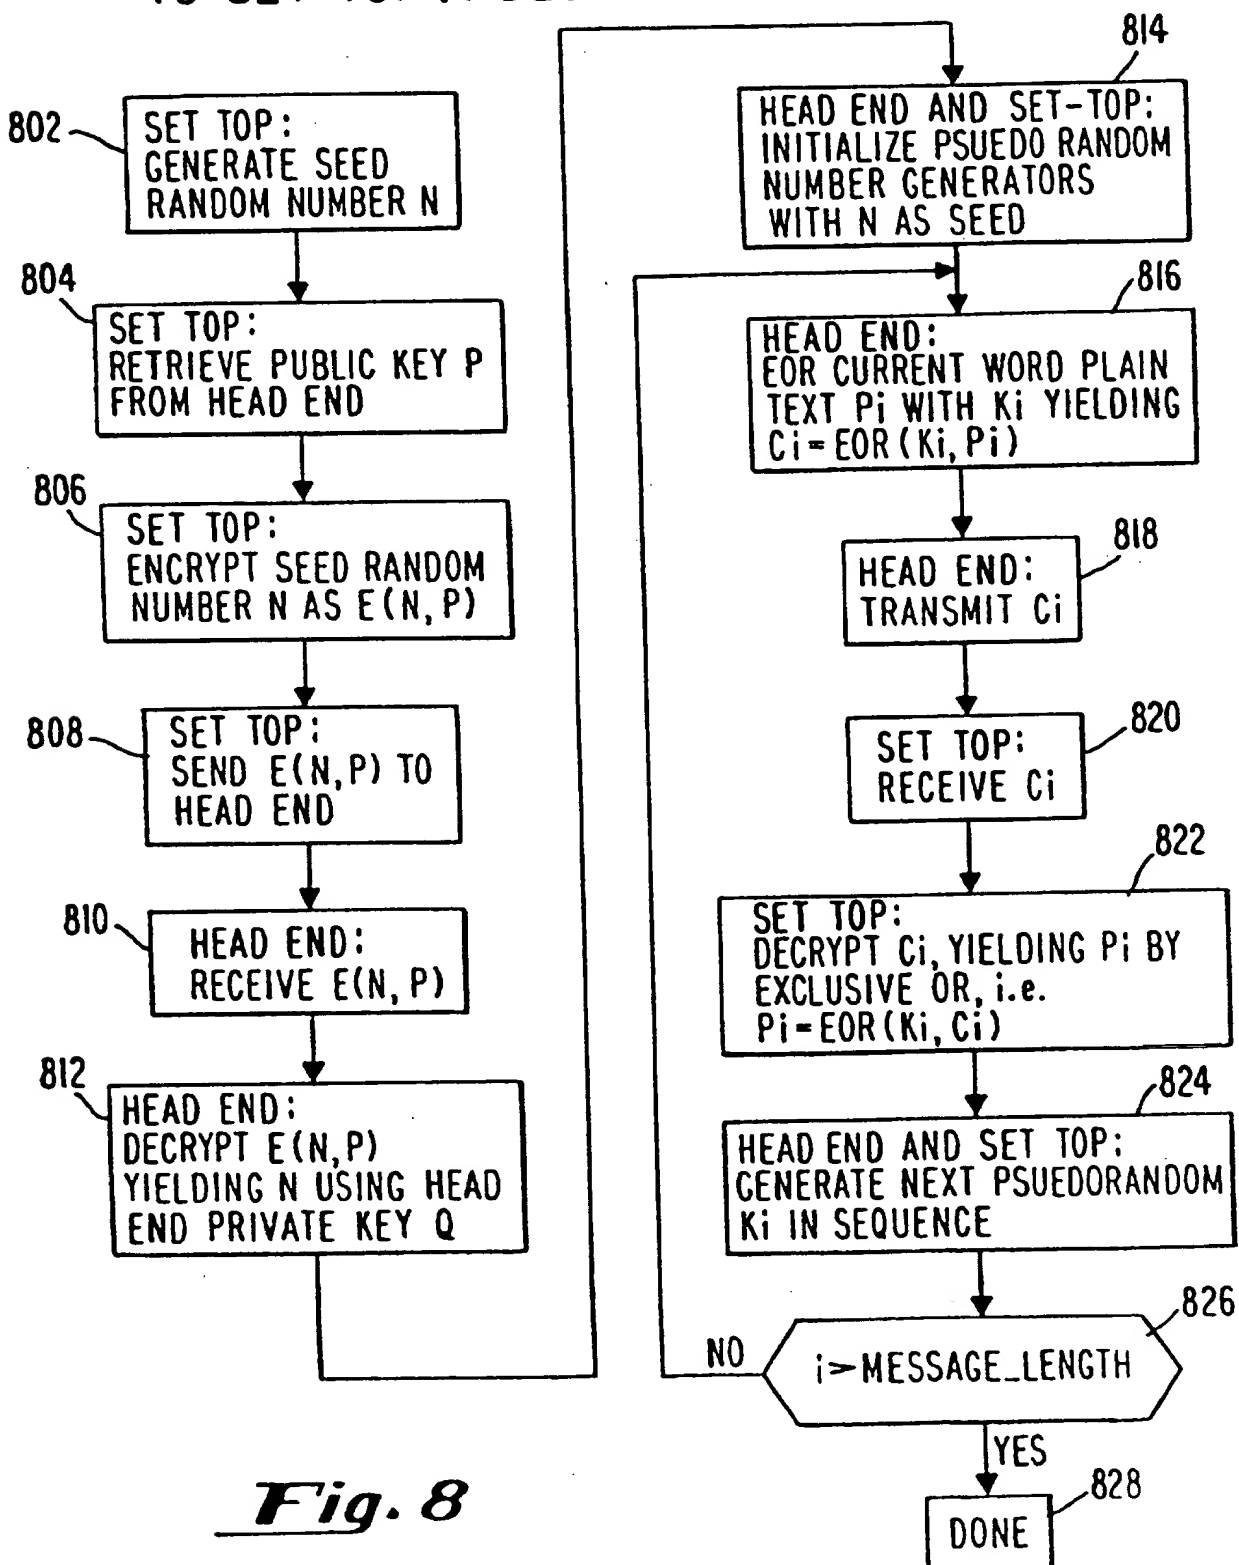 802
SET TOP:
GENERATE SEED
RANDOM NUMBER N
804
SET TOP:
RETRIEVE PUBLIC KEY P
FROM HEAD END
806
SET TOP:
ENCRYPT SEED RANDOM
NUMBER N AS E(N,P)
808
SET TOP:
SEND E(N,P) TO
HEAD END
810
HEAD END:
RECEIVE E(N,P)
812
HEAD END:
DECRYPT E(N,P)
YIELDING N USING HEAD
END PRIVATE KEY Q
814
HEAD END AND SET-TOP:
INITIALIZE PSUEDO RANDOM
NUMBER GENERATORS
WITH N AS SEED
816
HEAD END:
EOR CURRENT WORD PLAIN
TEXT Pi WITH Ki YIELDING
Ci=EOR(Ki,Pi)
818
HEAD END:
TRANSMIT Ci
820
SET TOP:
RECEIVE Ci
822
SET TOP:
DECRYPT Ci, YIELDING Pi BY
EXCLUSIVE OR, i.e.
Pi=EOR(Ki,Ci)
824
HEAD END AND SET TOP:
GENERATE NEXT PSUEDORANDOM
Ki IN SEQUENCE
826
i>MESSAGE_LENGTH
NO
YES
828
DONE
Fig. 8